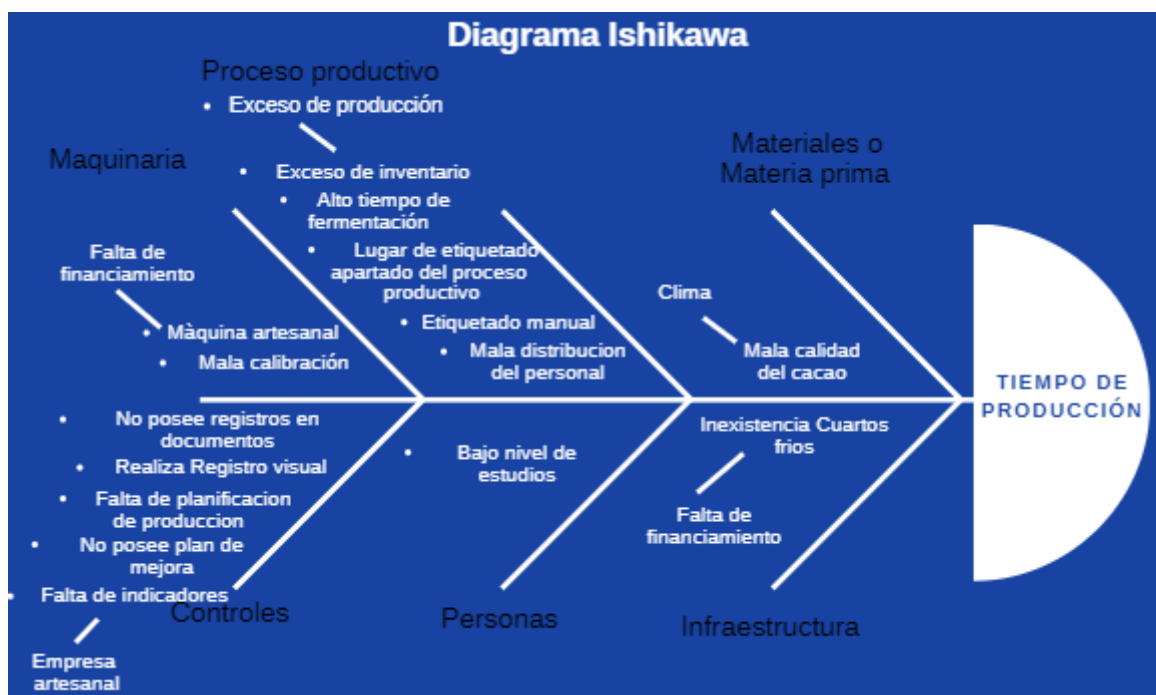 Diagrama Ishikawa
Proceso productivo
• Exceso de producción
Maquinaria
• Exceso de inventario
• Alto tiempo de
fermentación
• Lugar de etiquetado
apartado del proceso
productivo
• Etiquetado manual
• Mala distribucion
del personal
Materiales o
Materia prima
Falta de
financiamiento
• Màquina artesanal
• Mala calibración
Clima
Mala calidad
del cacao
TIEMPO DE
PRODUCCIÓN
• No posee registros en
documentos
• Realiza Registro visual
• Falta de planificacion
de produccion
• No posee plan de
mejora
• Falta de indicadores
Controles
Empresa
artesanal
• Bajo nivel de
estudios
Personas
Inexistencia Cuartos
frios
Falta de
financiamiento
Infraestructura